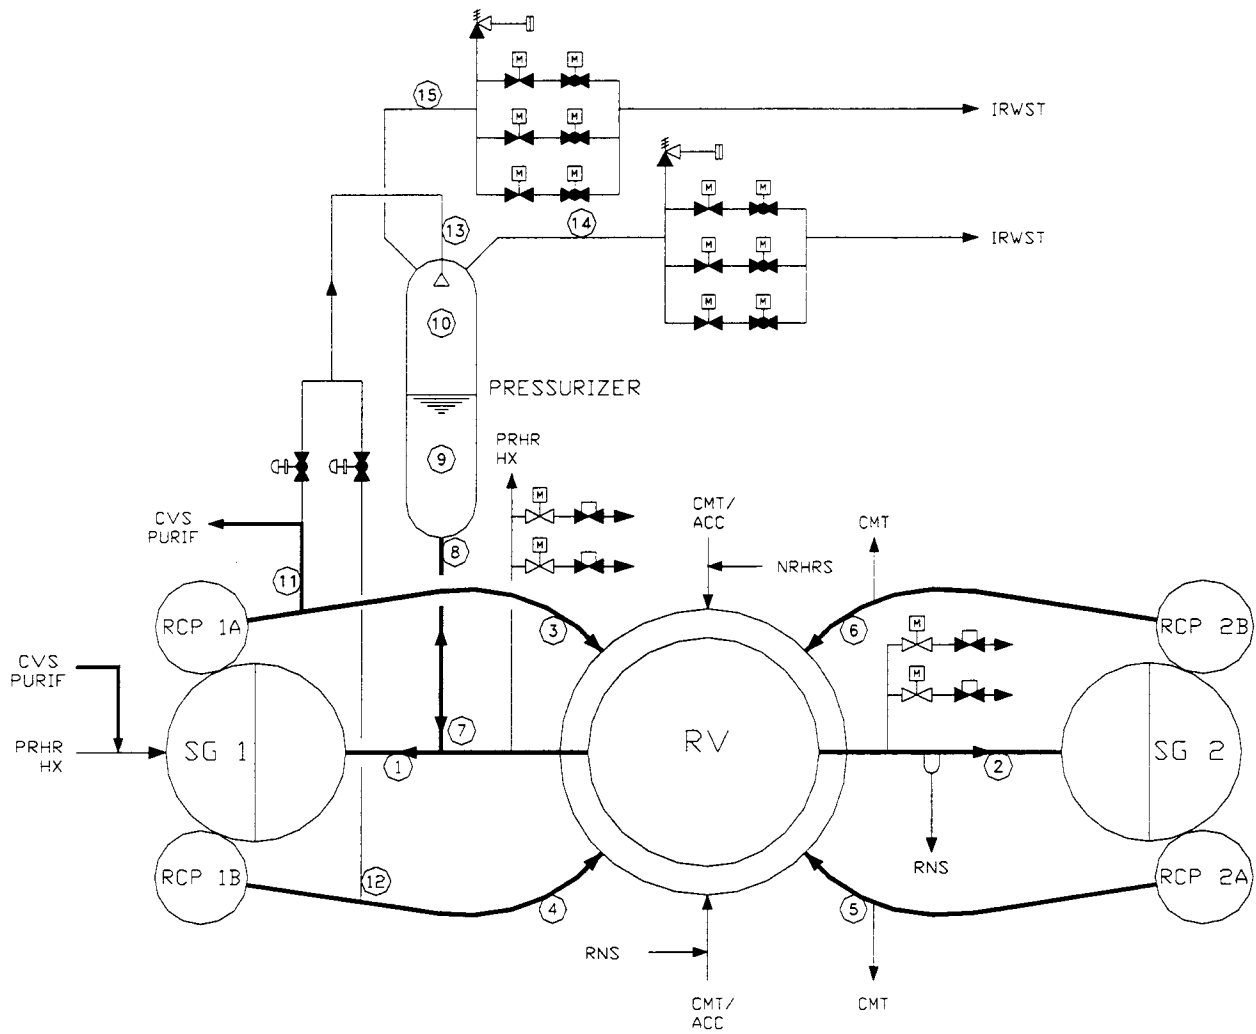 M
M
15
IRWST
M
M
M
M
M
M
13
14
IRWST
M
M
10
M
M
PRESSURIZER
9
PRHR
HX
M
CMT/
ACC
CMT
CVS
PURIF
8
M
NRHRS
11
RCP 1A
3
6
RCP 2B
M
CVS
PURIF
M
7
SG 1
RV
SG 2
PRHR
HX
1
2
RNS
RCP 1B
12
RCP 2A
4
5
RNS
CMT/
ACC
CMT